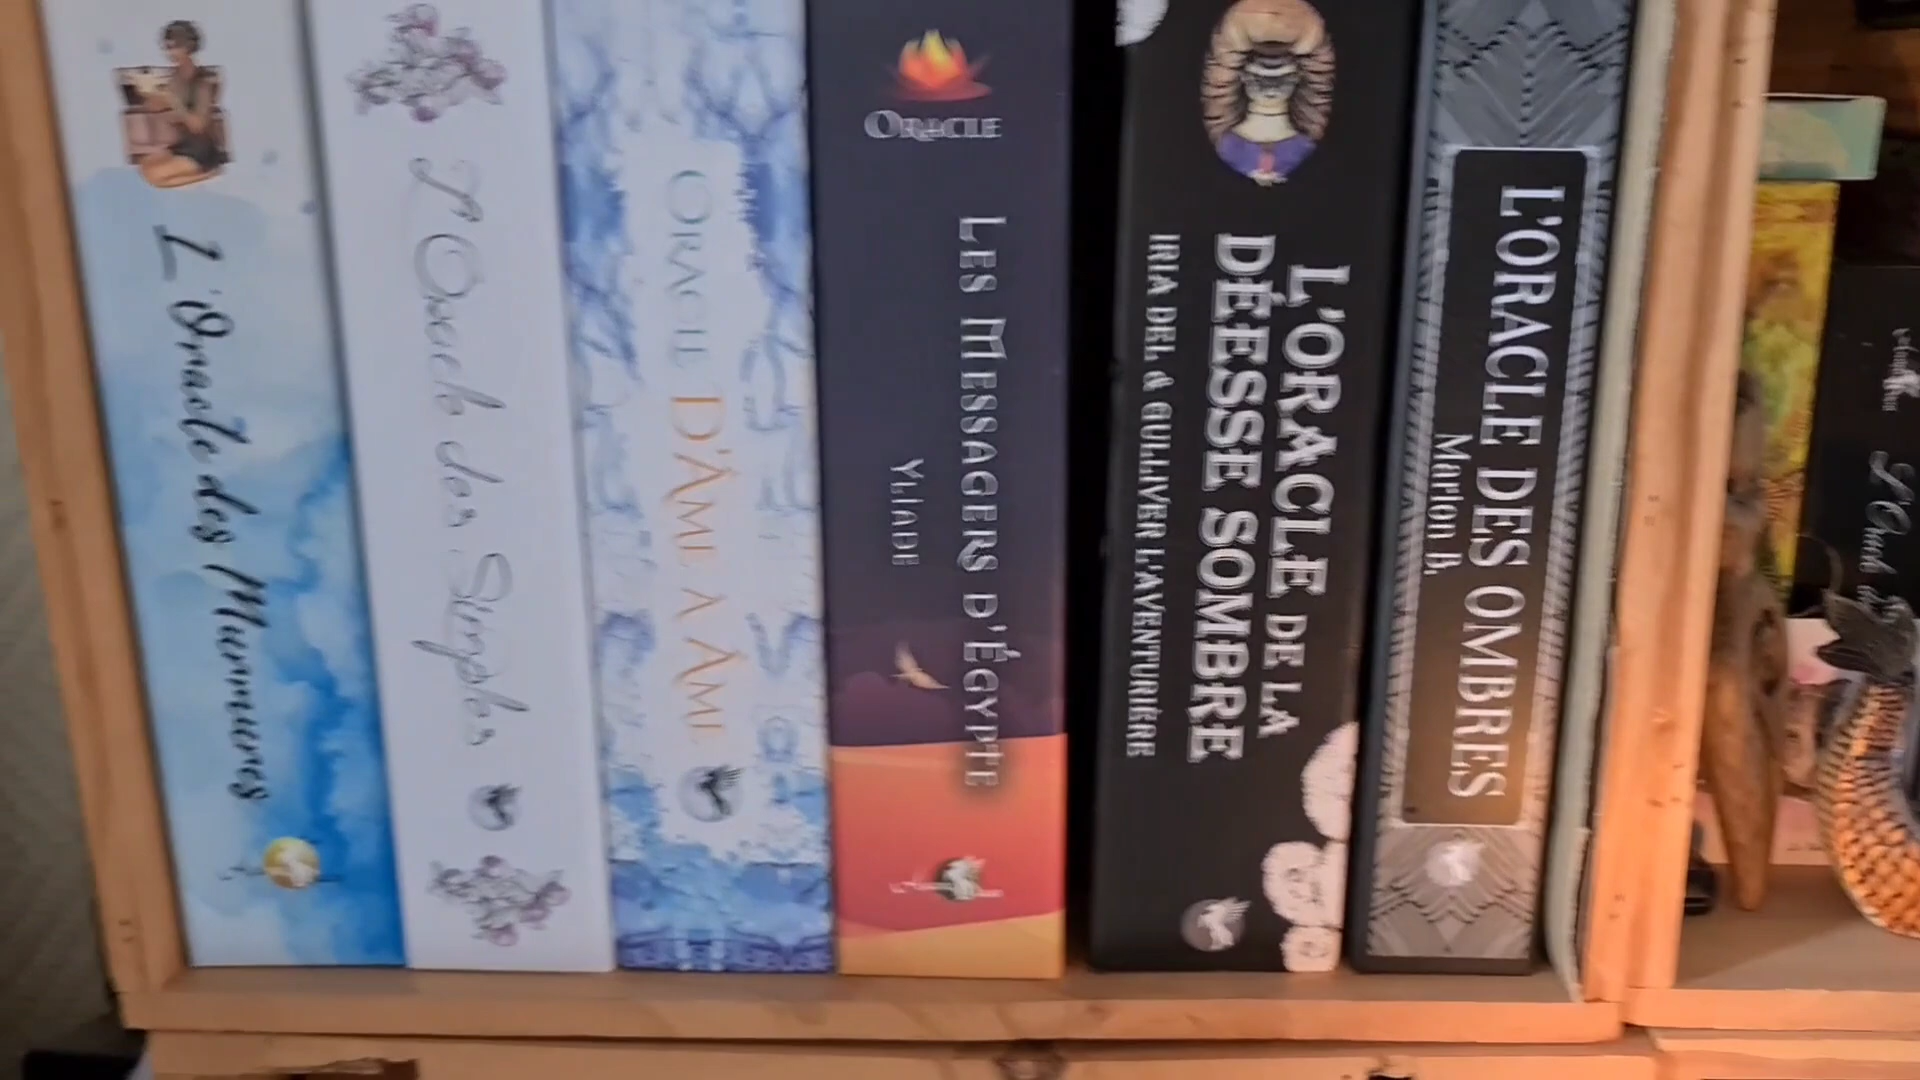 L'Oracle des Murmures
L'Oracle des Simples
ORACLE D'ÂME A ÂME
ORACLE
LES MESSAGERS D'ÉGYPTE
YLIADE
L'ORACLE DE LA
DÉESSE SOMBRE
IRIA DEL & GULLIVER L'AVENTURIÈRE
L'ORACLE DES OMBRES
Marion B.